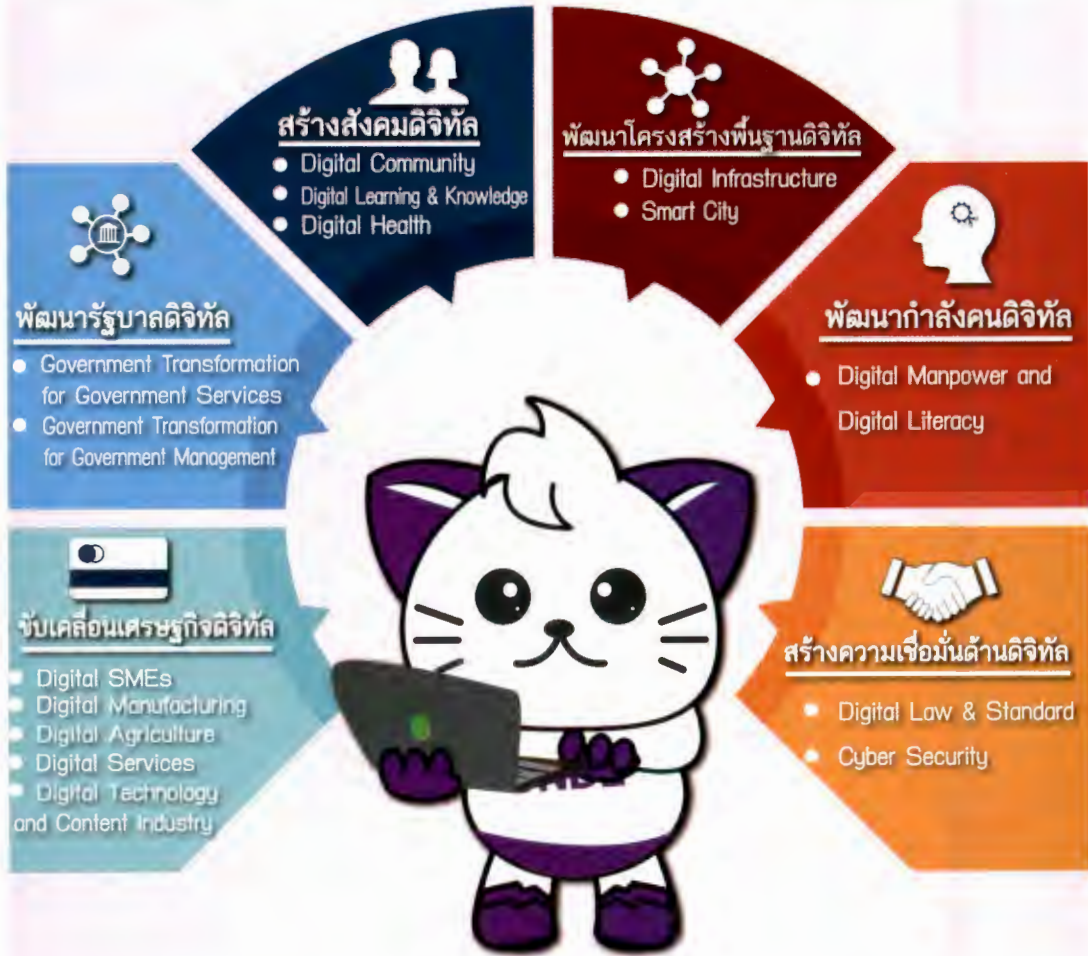 สร้างสังคมดิจิทัล
Digital Community
Digital Learning & Knowledge
Digital Health
พัฒนาโครงสร้างพื้นฐานดิจิทัล
Digital Infrastructure
Smart City
พัฒนารัฐบาลดิจิทัล
Government Transformation
for Government Services
Government Transformation
for Government Management
พัฒนากำลังคนดิจิทัล
Digital Manpower and
Digital Literacy
ขับเคลื่อนเศรษฐกิจดิจิทัล
Digital SMEs
Digital Manufacturing
Digital Agriculture
Digital Services
Digital Technology
and Content Industry
สร้างความเชื่อมั่นด้านดิจิทัล
Digital Law & Standard
Cyber Security